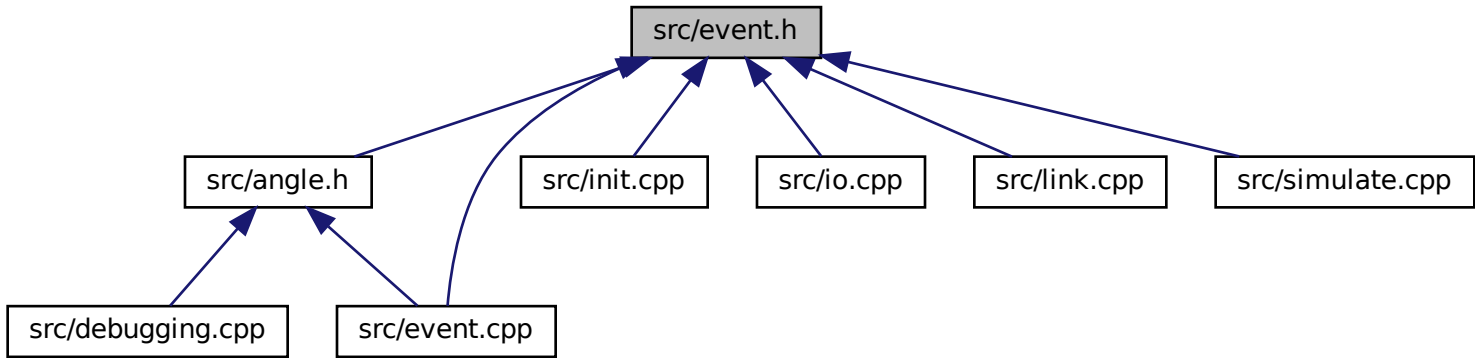 src/event.h
src/angle.h
src/init.cpp
src/io.cpp
src/link.cpp
src/simulate.cpp
src/debugging.cpp
src/event.cpp